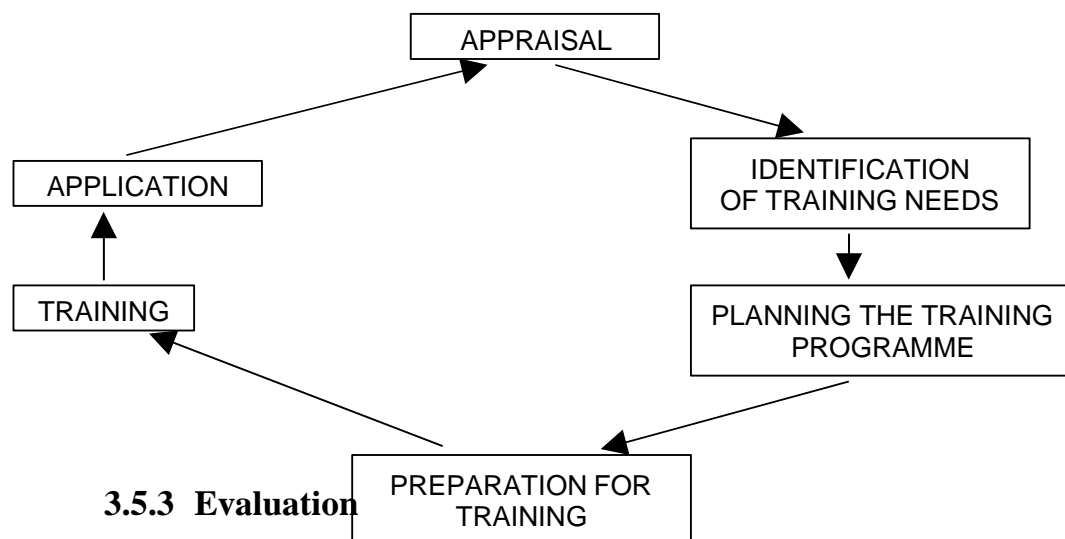 APPRAISAL
APPLICATION
IDENTIFICATION
OF TRAINING NEEDS
TRAINING
PLANNING THE TRAINING
PROGRAMME
PREPARATION FOR
TRAINING
3.5.3 Evaluation